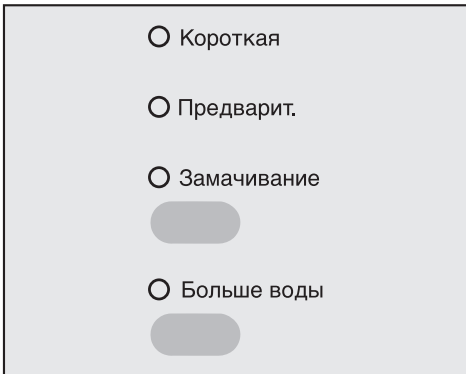 Короткая
Предварит.
Замачивание
Больше воды